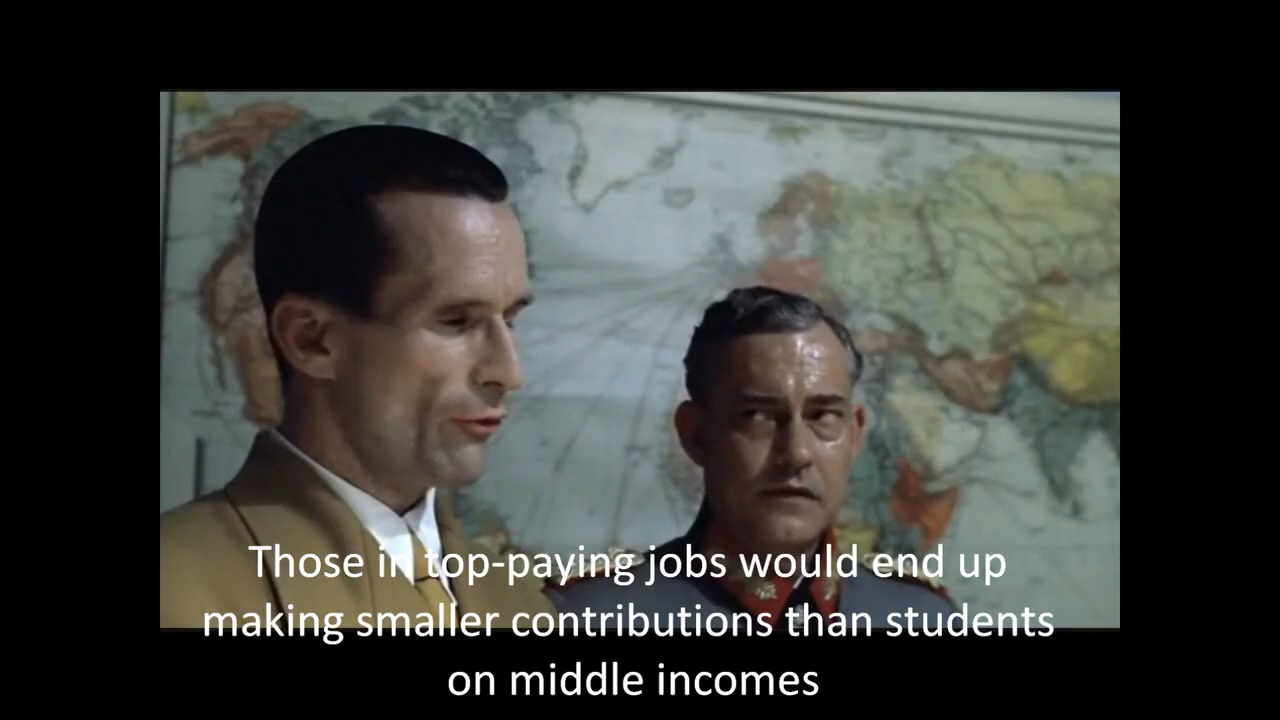 Those in top-paying jobs would end up
making smaller contributions than students
on middle incomes